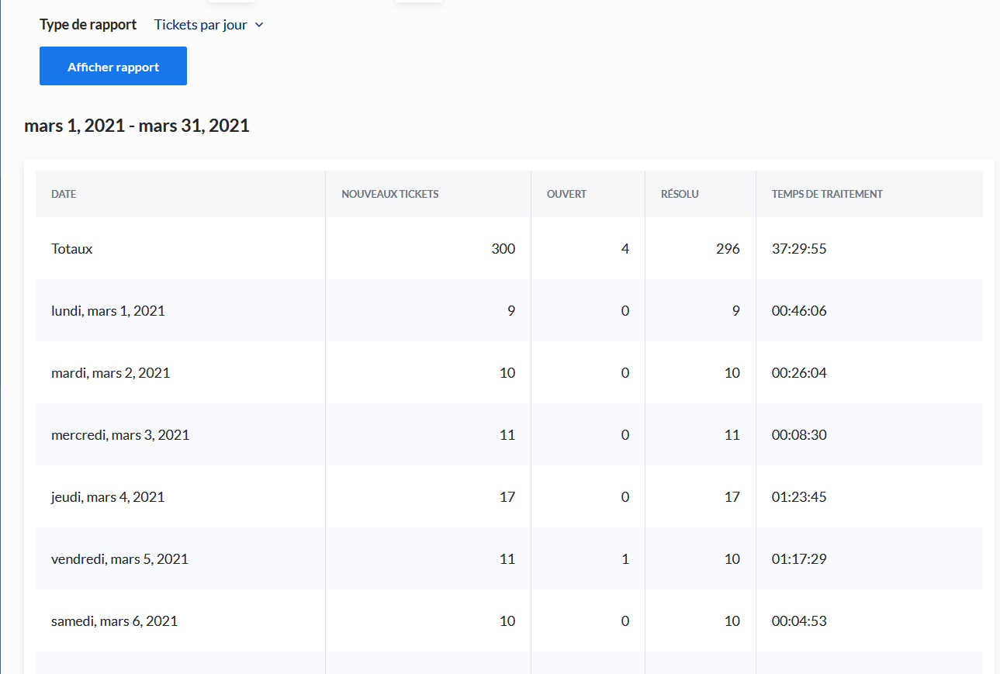 Type de rapport Tickets par jour
Afficher rapport
mars 1, 2021 - mars 31, 2021
DATE NOUVEAUX TICKETS OUVERT RÉSOLU TEMPS DE TRAITEMENT
Totaux 300 4 296 37:29:55
lundi, mars 1, 2021 9 0 9 00:46:06
mardi, mars 2, 2021 10 0 10 00:26:04
mercredi, mars 3, 2021 11 0 11 00:08:30
jeudi, mars 4, 2021 17 0 17 01:23:45
vendredi, mars 5, 2021 11 1 10 01:17:29
samedi, mars 6, 2021 10 0 10 00:04:53